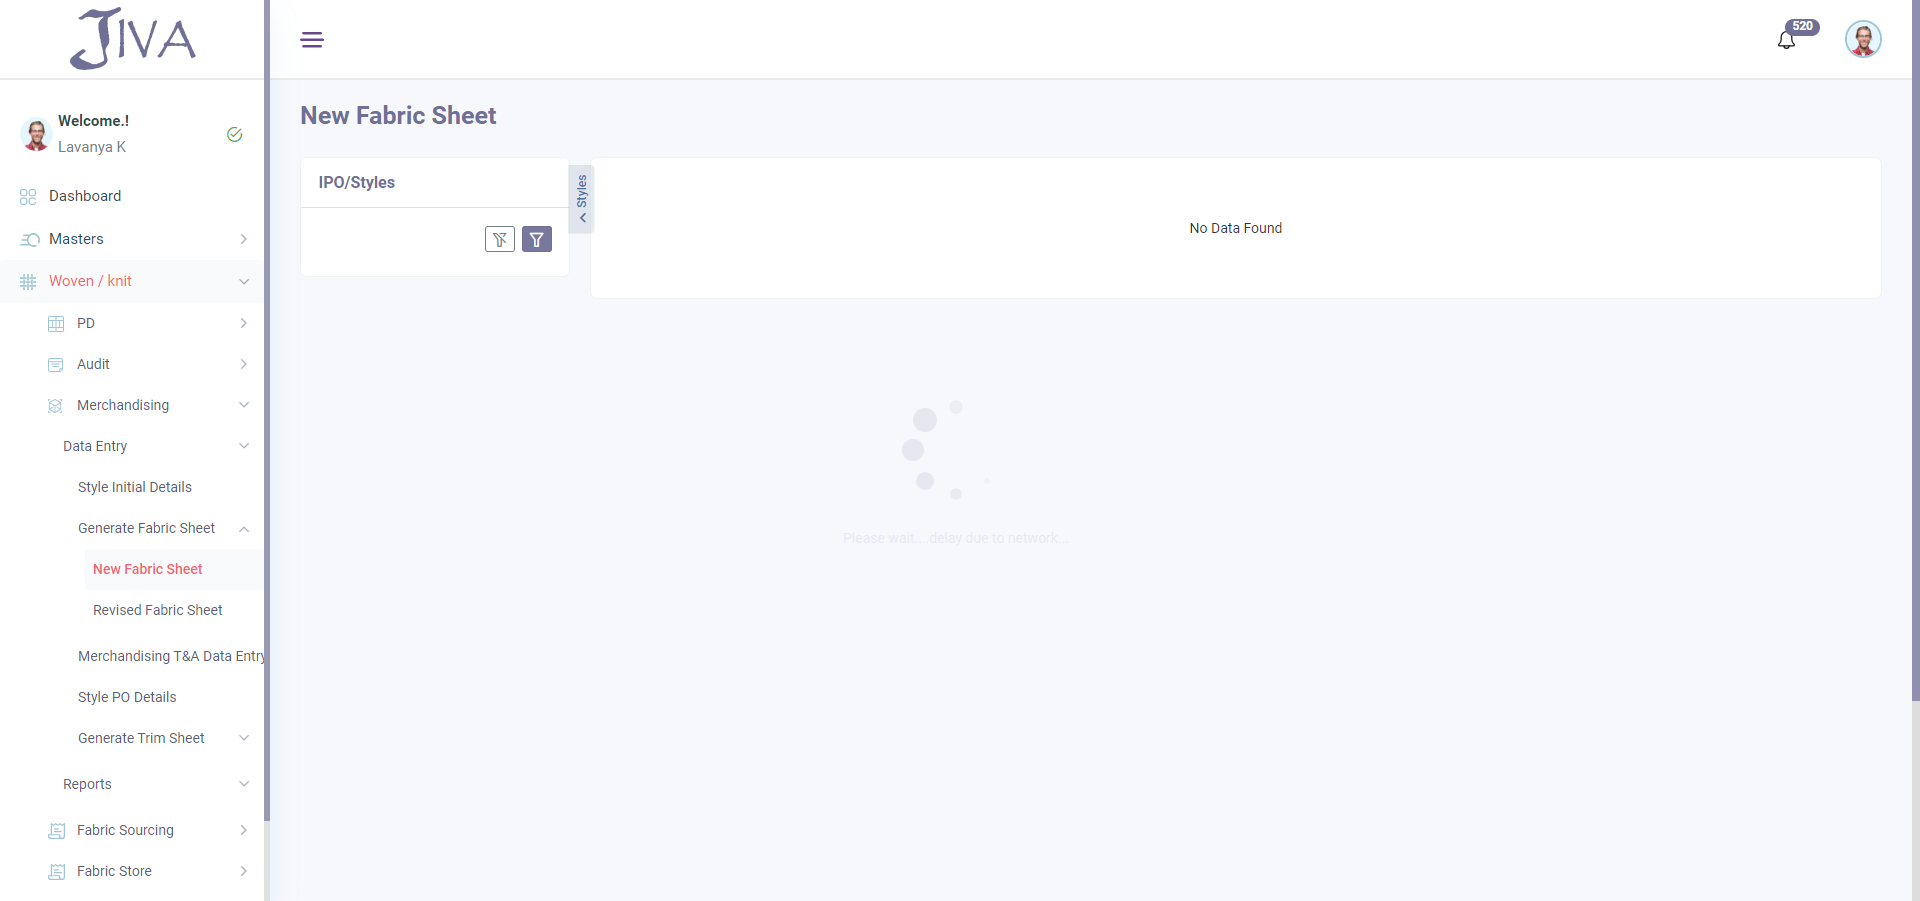 JIVA
520
Welcome.!
Lavanya K
Dashboard
Masters
Woven / knit
PD
Audit
Merchandising
Data Entry
Style Initial Details
Generate Fabric Sheet
New Fabric Sheet
Revised Fabric Sheet
Merchandising T&A Data Entry
Style PO Details
Generate Trim Sheet
Reports
Fabric Sourcing
Fabric Store
New Fabric Sheet
IPO/Styles
Styles
No Data Found
Please wait....delay due to network...